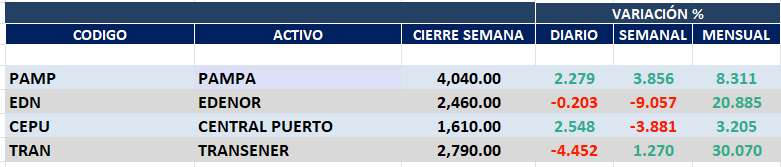 VARIACIÓN %
CODIGO ACTIVO CIERRE SEMANA DIARIO SEMANAL MENSUAL
PAMP PAMPA 4,040.00 2.279 3.856 8.311
EDN EDENOR 2,460.00 -0.203 -9.057 20.885
CEPU CENTRAL PUERTO 1,610.00 2.548 -3.881 3.205
TRAN TRANSENER 2,790.00 -4.452 1.270 30.070